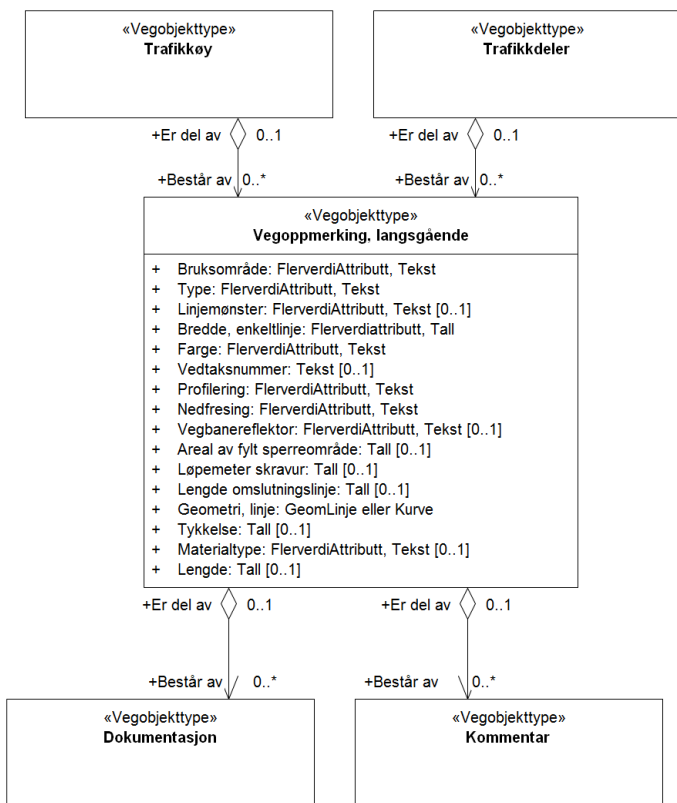 «Vegobjekttype»
Trafikkøy
«Vegobjekttype»
Trafikkdeler
+Er del av 0..1
+Er del av 0..1
+Består av 0..*
+Består av 0..*
«Vegobjekttype»
Vegoppmerking, langsgående
+ Bruksområde: FlerverdiAttributt, Tekst
+ Type: FlerverdiAttributt, Tekst
+ Linjemønster: FlerverdiAttributt, Tekst [0..1]
+ Bredde, enkeltlinje: Flerverdiattributt, Tall
+ Farge: FlerverdiAttributt, Tekst
+ Vedtaksnummer: Tekst [0..1]
+ Profilering: FlerverdiAttributt, Tekst
+ Nedfresing: FlerverdiAttributt, Tekst
+ Vegbanereflektor: FlerverdiAttributt, Tekst [0..1]
+ Areal av fylt sperreområde: Tall [0..1]
+ Løpemeter skravur: Tall [0..1]
+ Lengde omslutningslinje: Tall [0..1]
+ Geometri, linje: GeomLinje eller Kurve
+ Tykkelse: Tall [0..1]
+ Materialtype: FlerverdiAttributt, Tekst [0..1]
+ Lengde: Tall [0..1]
+Er del av 0..1
+Er del av 0..1
+Består av 0..*
+Består av 0..*
«Vegobjekttype»
Dokumentasjon
«Vegobjekttype»
Kommentar